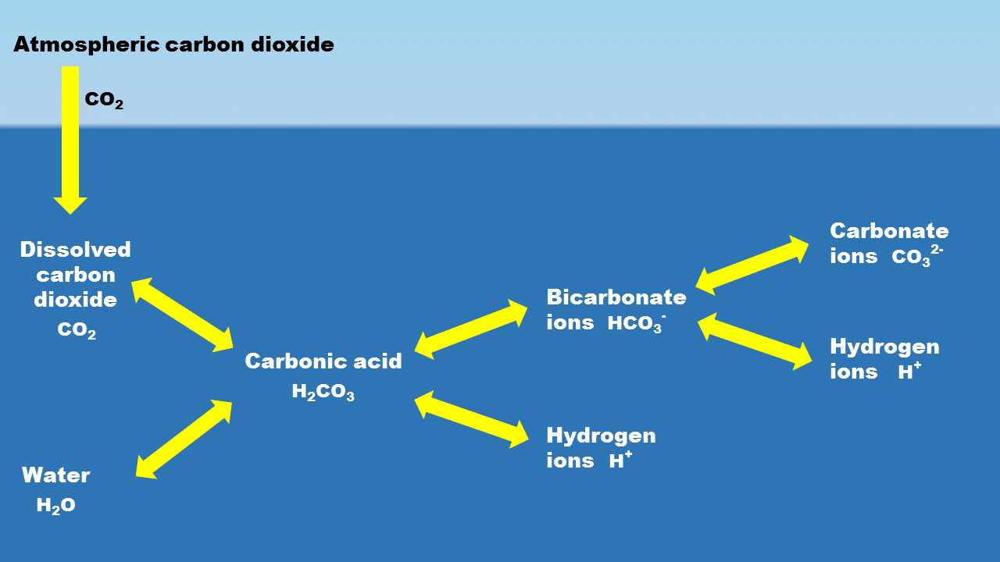 Atmospheric carbon dioxide
CO₂
Dissolved
carbon
dioxide
CO₂
Water
H₂O
Carbonic acid
H₂CO₃
Bicarbonate
ions HCO₃⁻
Hydrogen
ions H⁺
Carbonate
ions CO₃²⁻
Hydrogen
ions H⁺